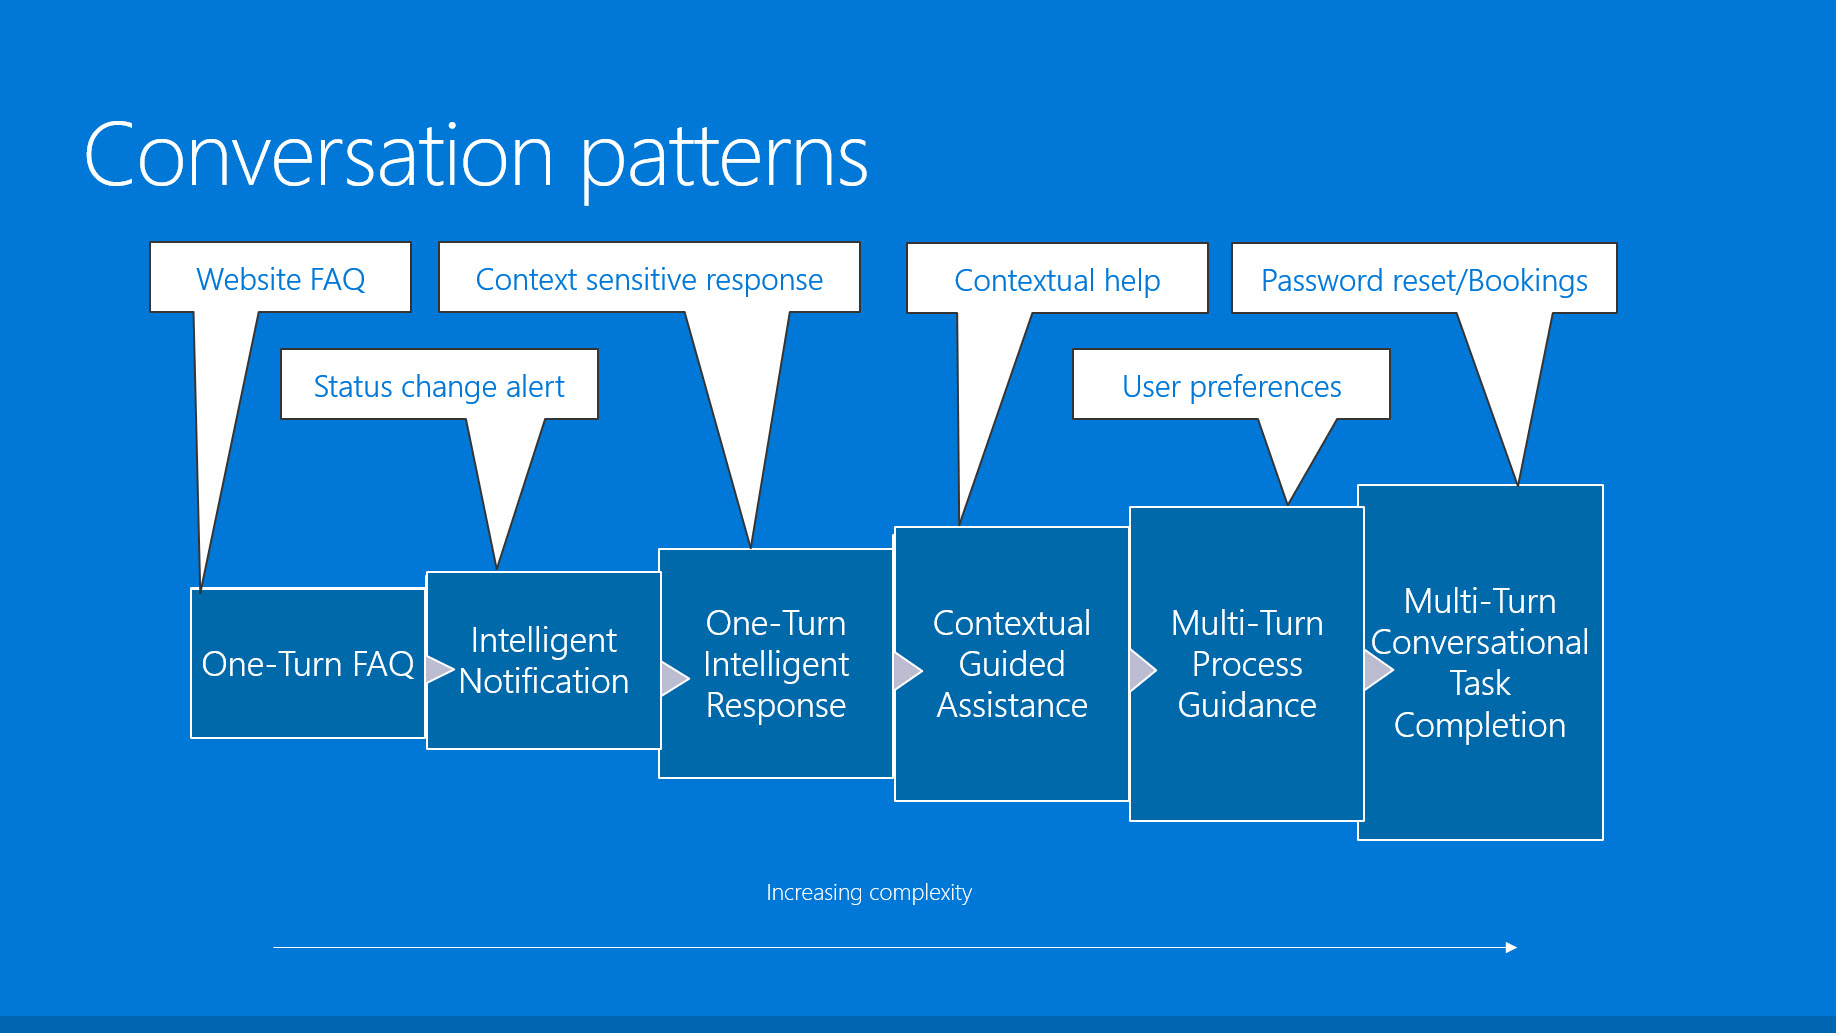 Conversation patterns
Website FAQ
Context sensitive response
Contextual help
Password reset/Bookings
Status change alert
User preferences
One-Turn FAQ
Intelligent
Notification
One-Turn
Intelligent
Response
Contextual
Guided
Assistance
Multi-Turn
Process
Guidance
Multi-Turn
Conversational
Task
Completion
Increasing complexity